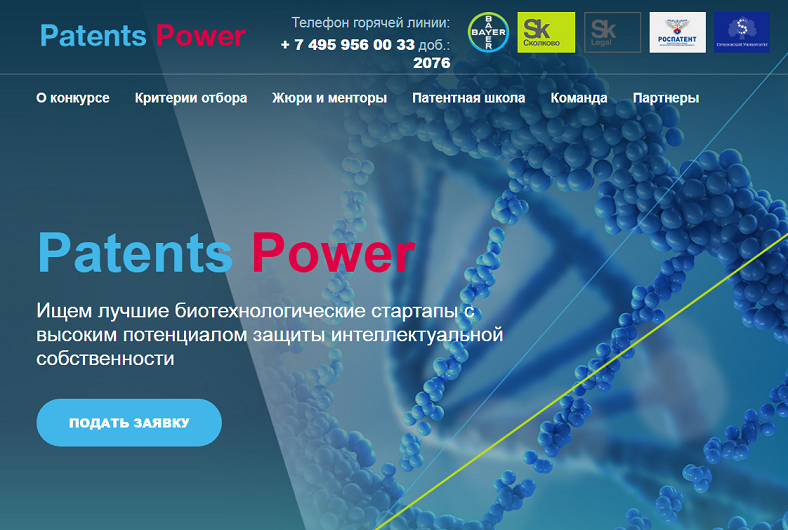 Patents Power
Телефон горячей линии:
+ 7 495 956 00 33 доб.:
2076
BAYER
BAYER
Sk
Сколково
Sk
Legal
РОСПАТЕНТ
О конкурсе Критерии отбора Жюри и менторы Патентная школа Команда Партнеры
Patents Power
Ищем лучшие биотехнологические стартапы с
высоким потенциалом защиты интеллектуальной
собственности
ПОДАТЬ ЗАЯВКУ